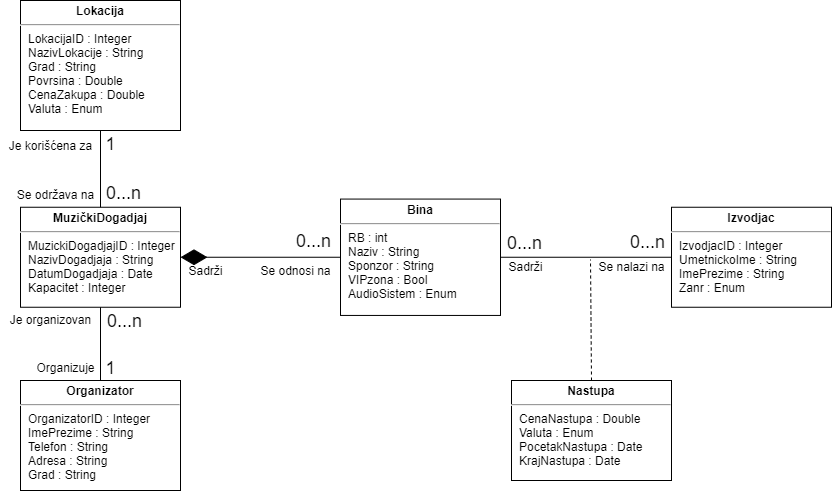 Lokacija
LokacijaID : Integer
NazivLokacije : String
Grad : String
Povrsina : Double
CenaZakupa : Double
Valuta : Enum
Je korišćena za
1
Se održava na
0...n
MuzičkiDogadjaj
MuzickiDogadjajID : Integer
NazivDogadjaja : String
DatumDogadjaja : Date
Kapacitet : Integer
Sadrži
0...n
Se odnosi na
Bina
RB : int
Naziv : String
Sponzor : String
VIPzona : Bool
AudioSistem : Enum
0...n
Sadrži
0...n
Se nalazi na
Izvodjac
IzvodjacID : Integer
UmetnickoIme : String
ImePrezime : String
Zanr : Enum
Je organizovan
0...n
Organizuje
1
Organizator
OrganizatorID : Integer
ImePrezime : String
Telefon : String
Adresa : String
Grad : String
Nastupa
CenaNastupa : Double
Valuta : Enum
PocetakNastupa : Date
KrajNastupa : Date